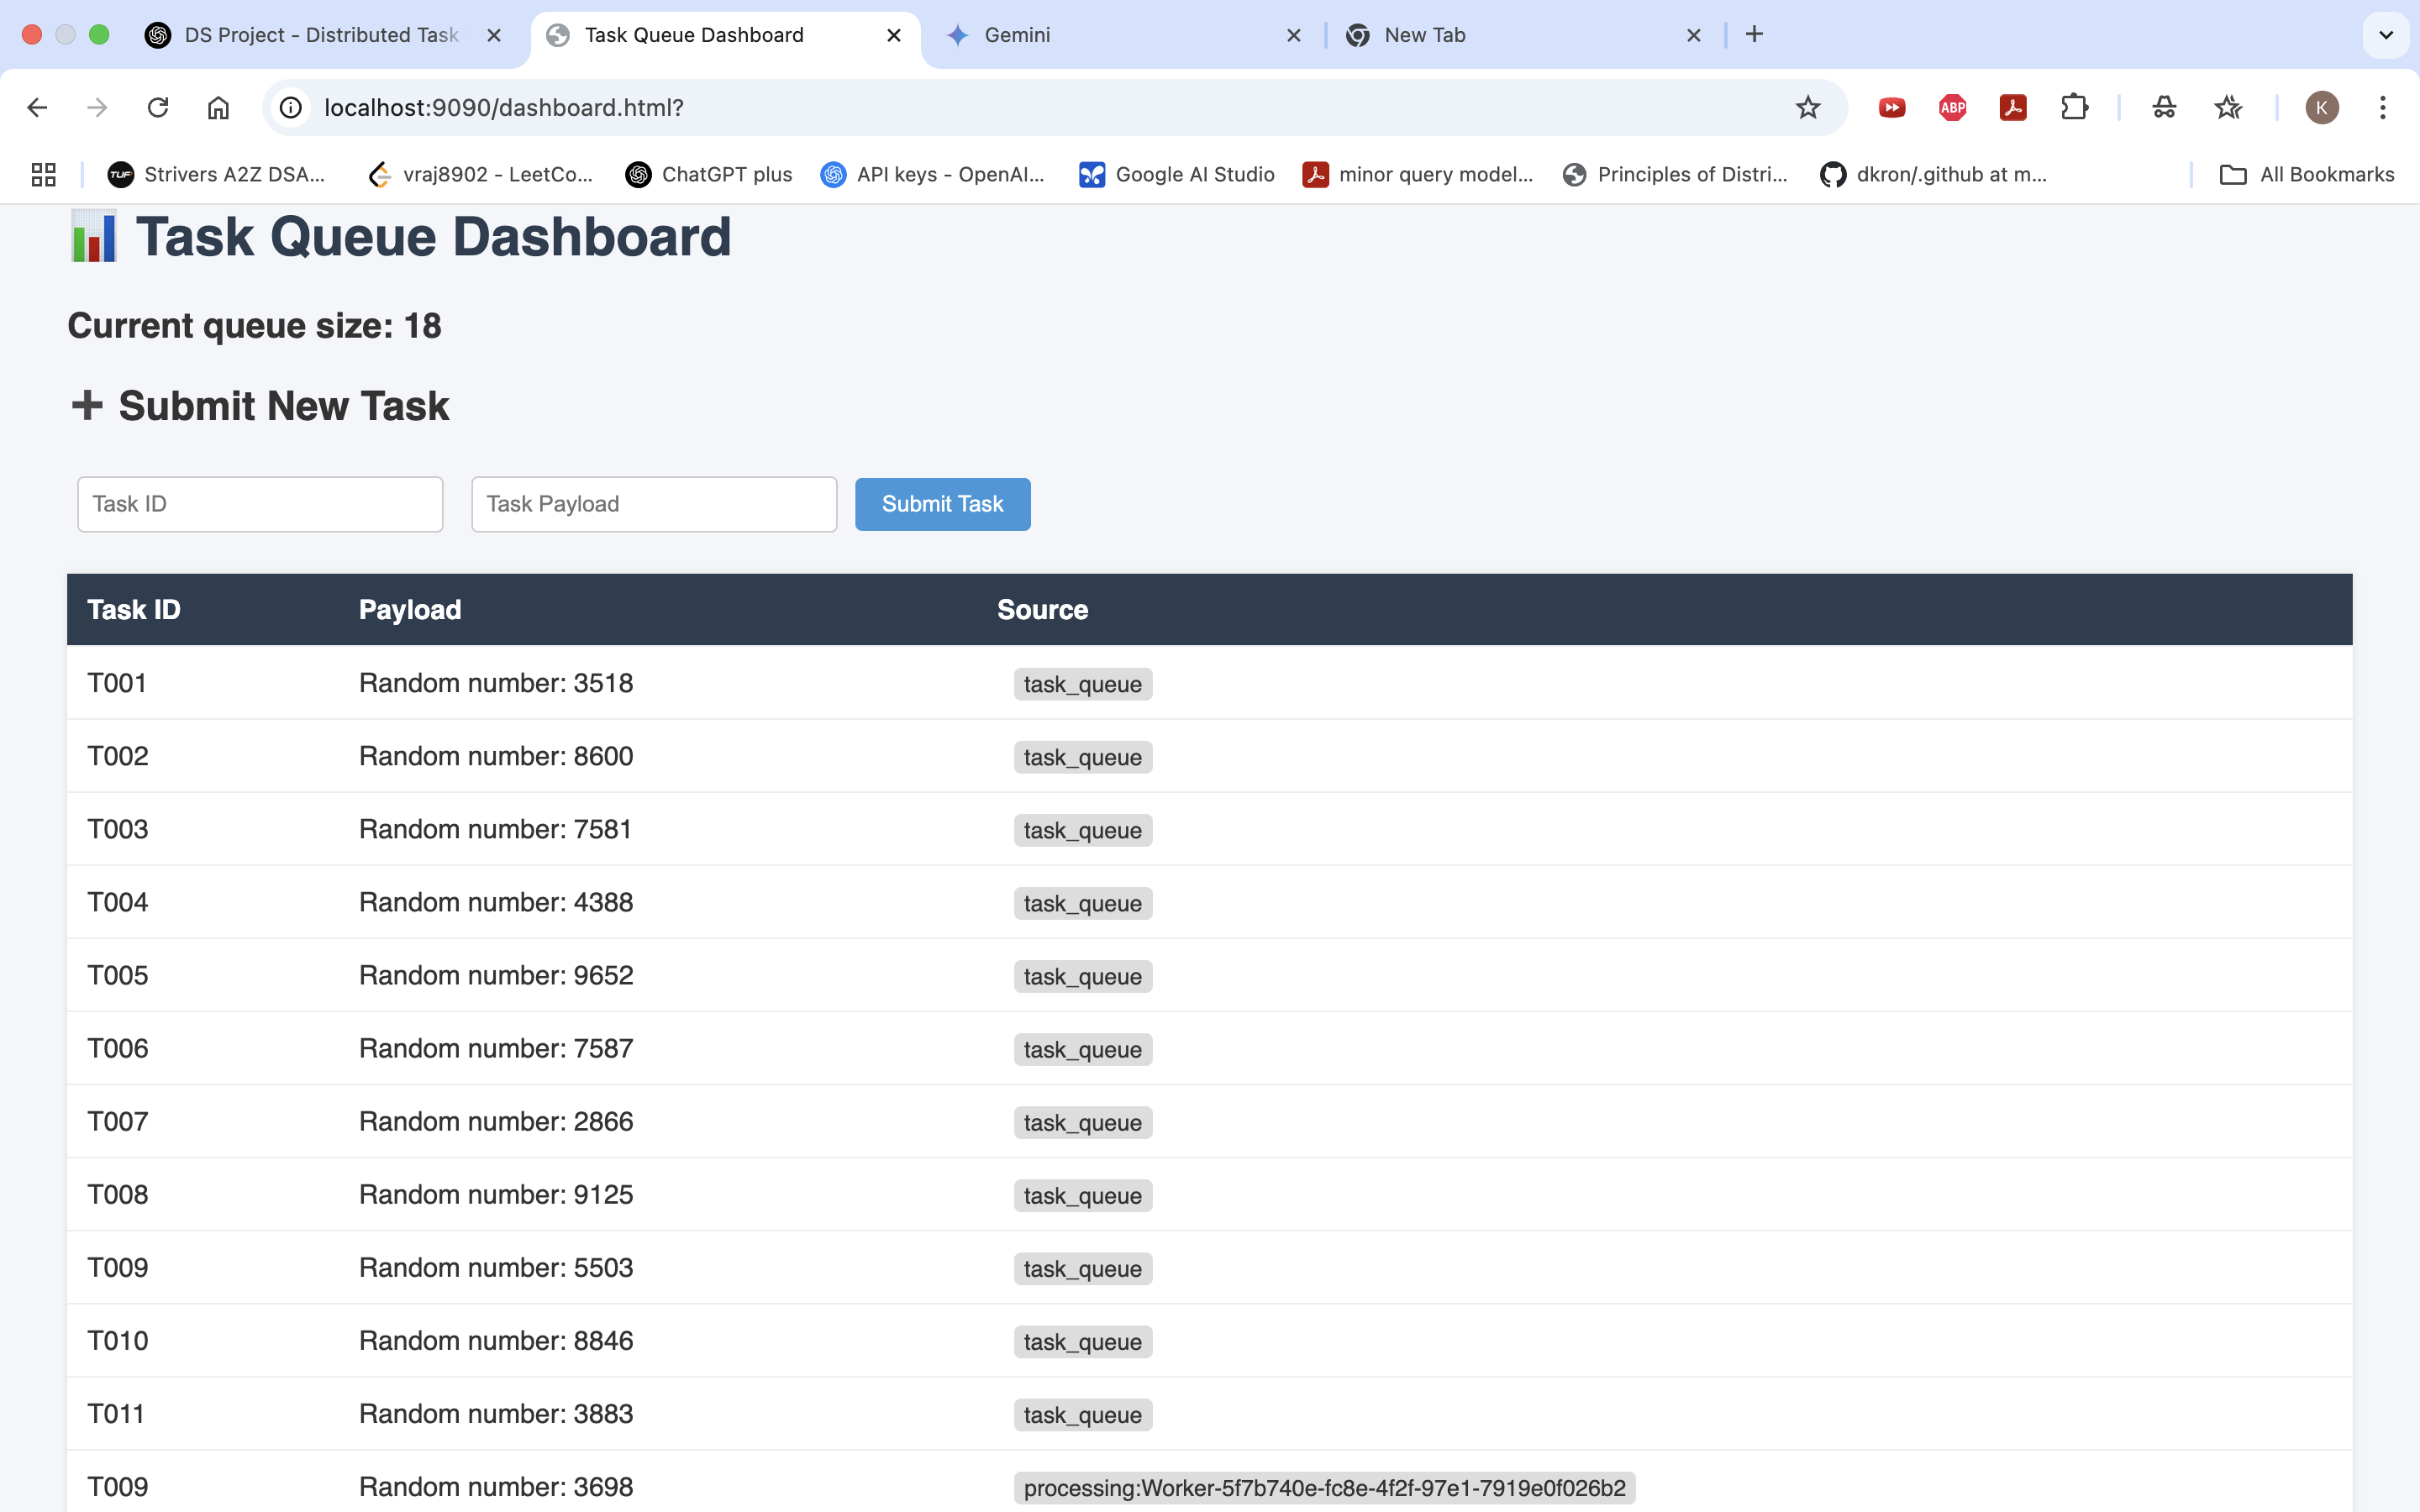 DS Project - Distributed Task
Task Queue Dashboard
Gemini
New Tab
localhost:9090/dashboard.html?
ABP
K
TUF
Strivers A2Z DSA...
vraj8902 - LeetCo...
ChatGPT plus
API keys - OpenAI...
Google AI Studio
minor query model...
Principles of Distri...
dkron/.github at m...
All Bookmarks
Task Queue Dashboard
Current queue size: 18
Submit New Task
Task ID Task Payload Submit Task
Task ID Payload Source
T001 Random number: 3518 task_queue
T002 Random number: 8600 task_queue
T003 Random number: 7581 task_queue
T004 Random number: 4388 task_queue
T005 Random number: 9652 task_queue
T006 Random number: 7587 task_queue
T007 Random number: 2866 task_queue
T008 Random number: 9125 task_queue
T009 Random number: 5503 task_queue
T010 Random number: 8846 task_queue
T011 Random number: 3883 task_queue
T009 Random number: 3698 processing:Worker-5f7b740e-fc8e-4f2f-97e1-7919e0f026b2